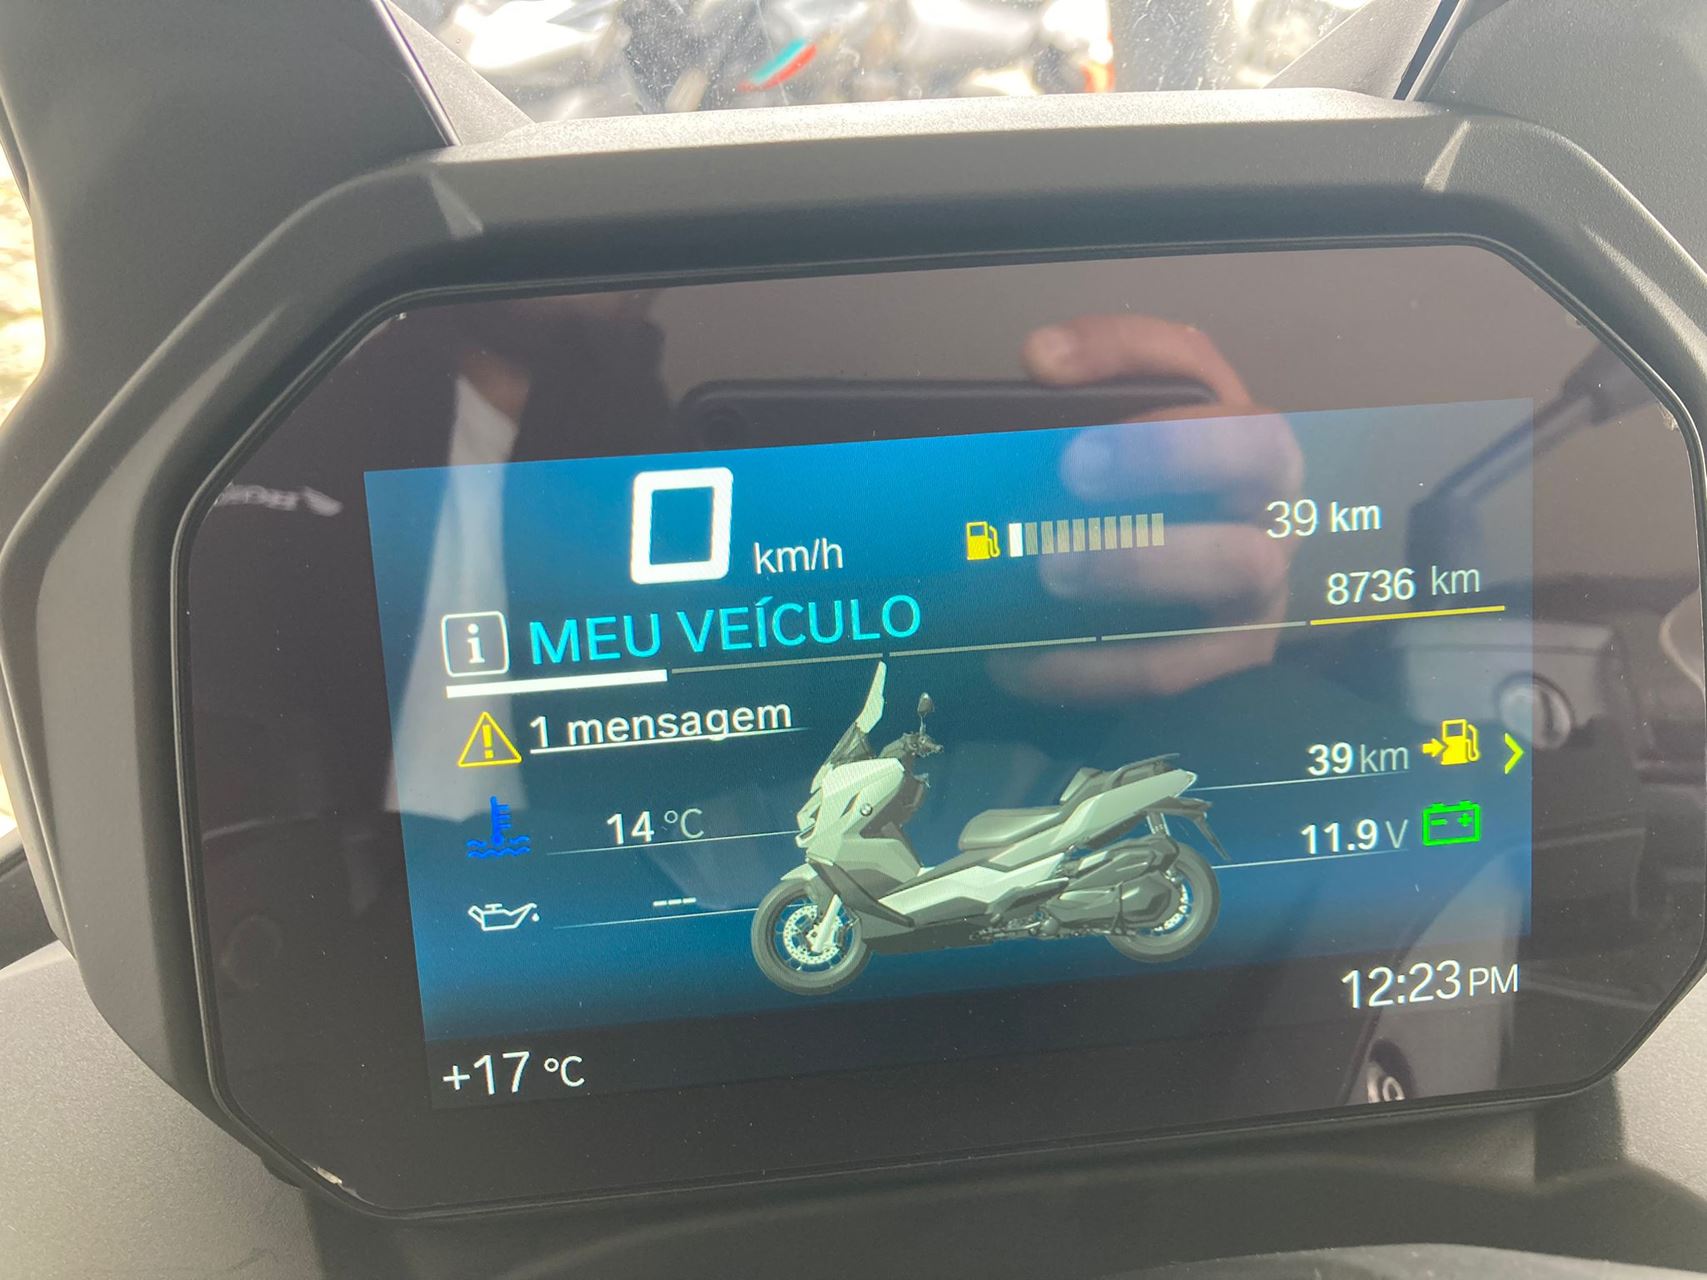 0 km/h
39 km
8736 km
i MEU VEÍCULO
1 mensagem
39 km
14 °C
11.9 V
---
12:23 PM
+17 °C